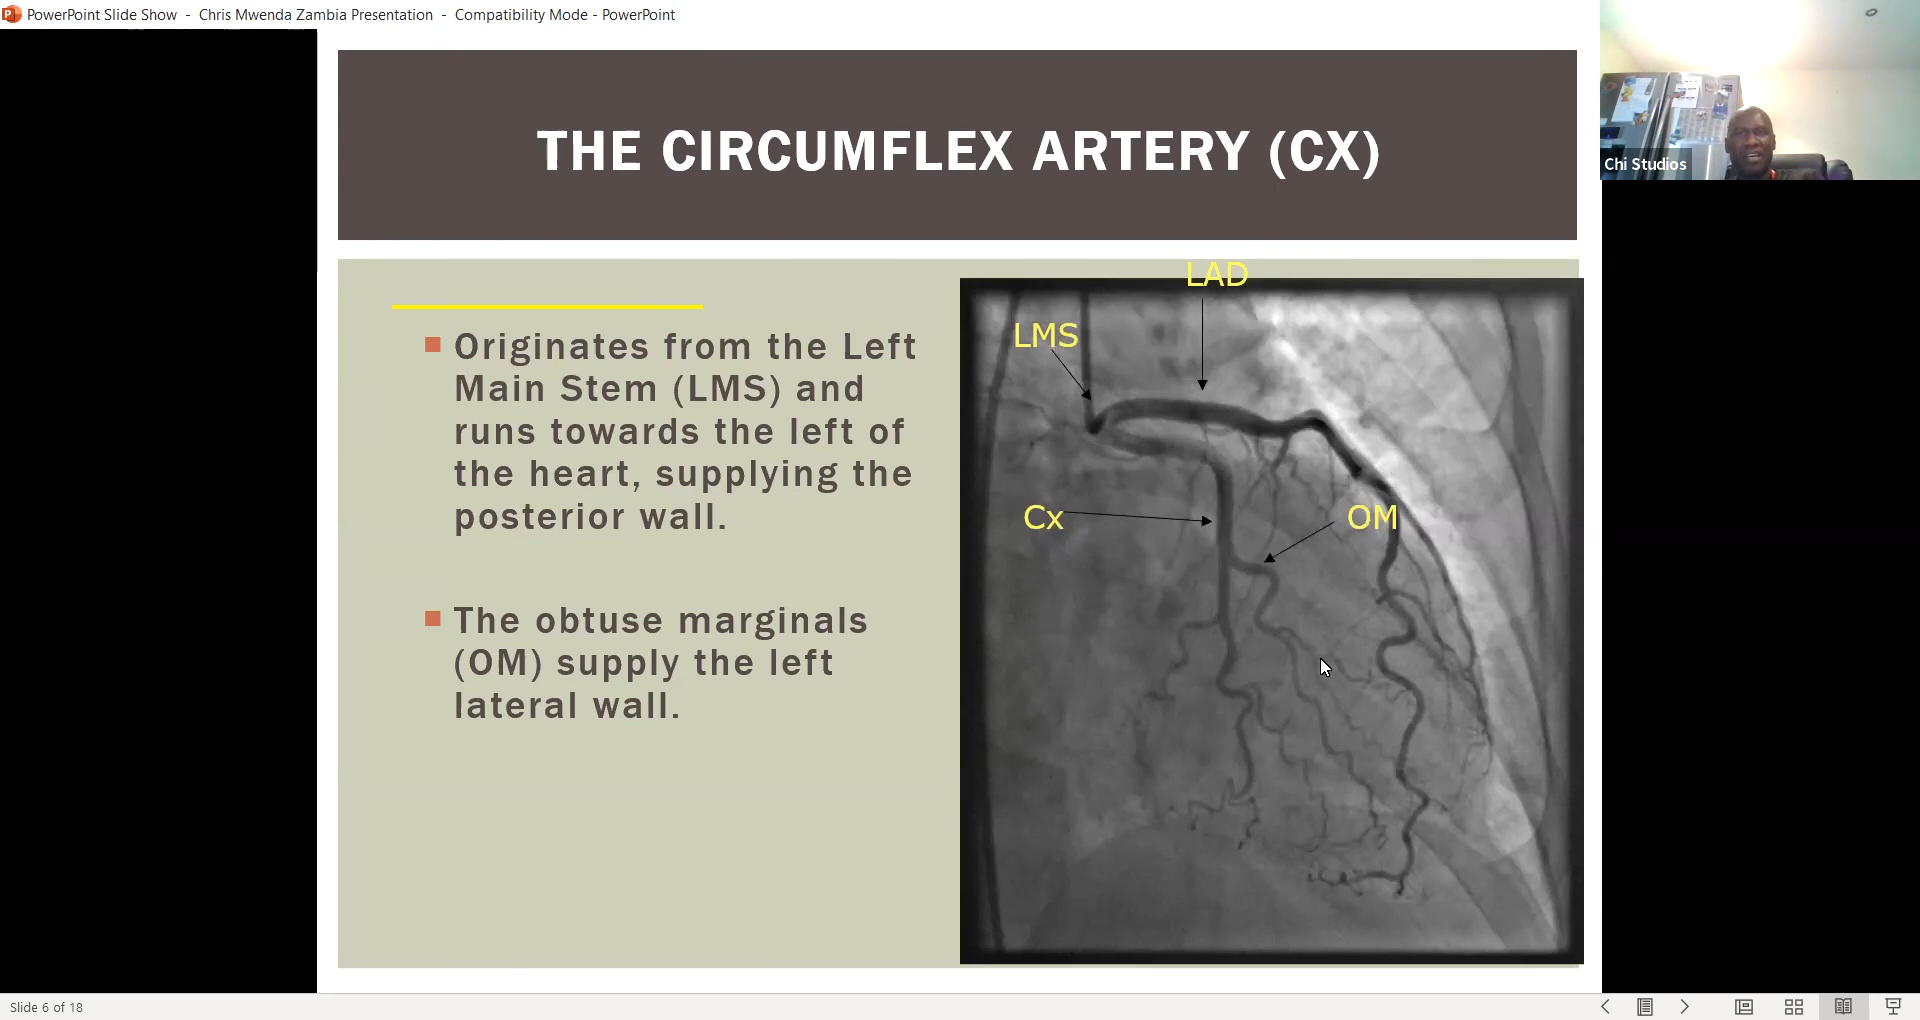 PowerPoint Slide Show - Chris Mwenda Zambia Presentation - Compatibility Mode - PowerPoint
Chi Studios
THE CIRCUMFLEX ARTERY (CX)
Originates from the Left
Main Stem (LMS) and
runs towards the left of
the heart, supplying the
posterior wall.
The obtuse marginals
(OM) supply the left
lateral wall.
LAD
LMS
Cx
OM
Slide 6 of 18